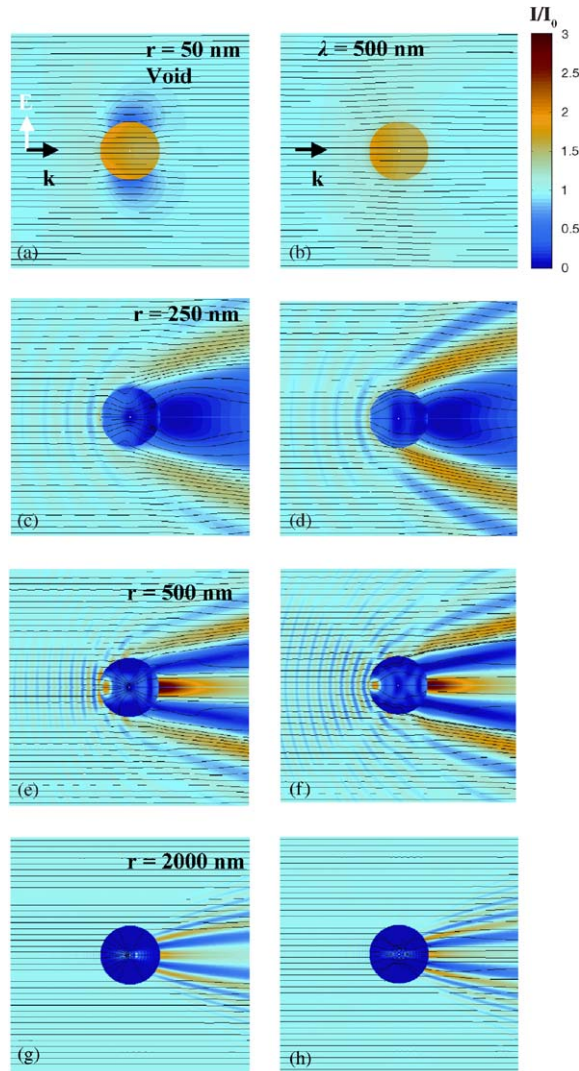 I/I₀
r = 50 nm
Void
λ = 500 nm
3
2.5
2
1.5
1
0.5
0
E
k
k
(a)
(b)
r = 250 nm
(c)
(d)
r = 500 nm
(e)
(f)
r = 2000 nm
(g)
(h)